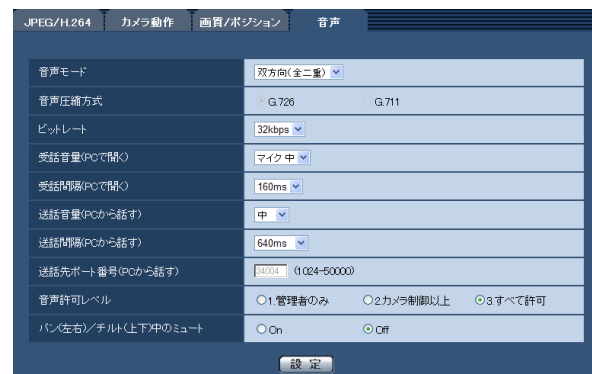 JPEG/H.264 カメラ動作 画質/ポジション 音声
音声モード 双方向(全二重)
音声圧縮方式 G.726 G.711
ビットレート 32kbps
受話音量(PCで聞く) マイク 中
受話間隔(PCで聞く) 160ms
送話音量(PCから話す) 中
送話間隔(PCから話す) 640ms
送話先ポート番号(PCから話す) 34004 (1024-50000)
音声許可レベル 1.管理者のみ 2.カメラ制御以上 3.すべて許可
パン(左右)/チルト(上下)中のミュート On Off
設定